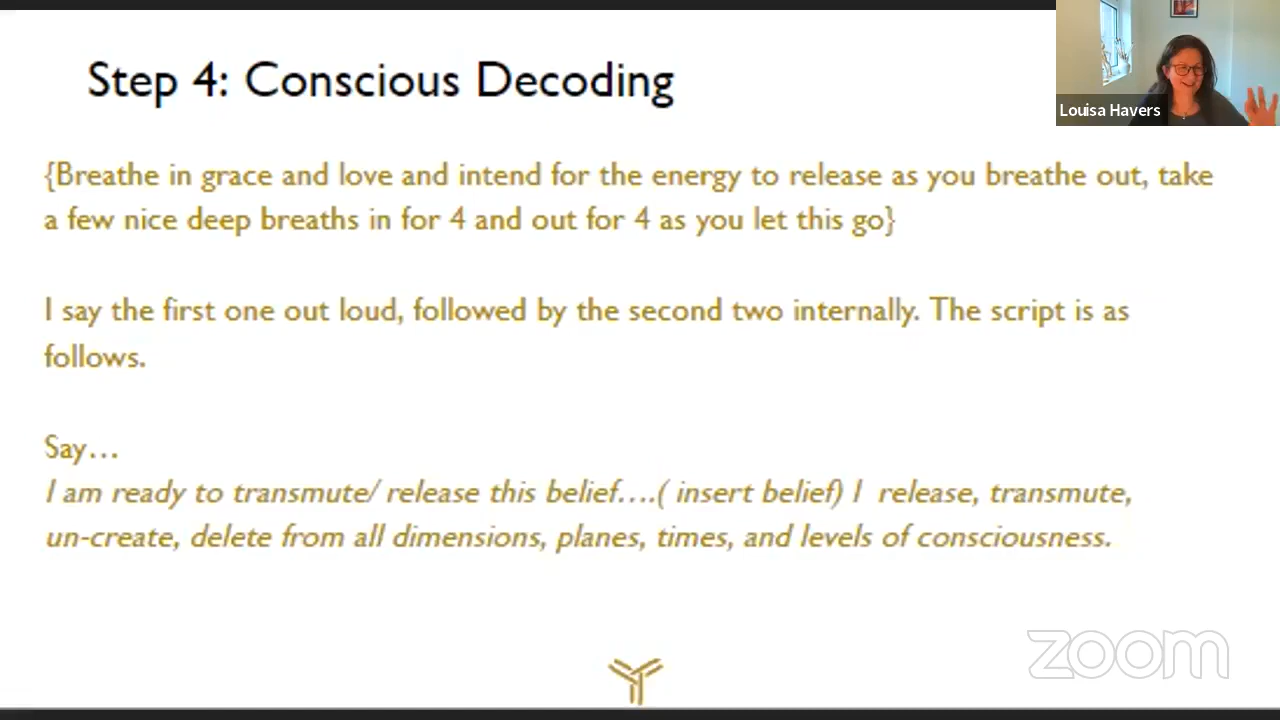 Step 4: Conscious Decoding
Louisa Havers
{Breathe in grace and love and intend for the energy to release as you breathe out, take
a few nice deep breaths in for 4 and out for 4 as you let this go}
I say the first one out loud, followed by the second two internally. The script is as
follows.
Say…
I am ready to transmute/ release this belief….( insert belief) I  release, transmute,
un-create, delete from all dimensions, planes, times, and levels of consciousness.
zoom